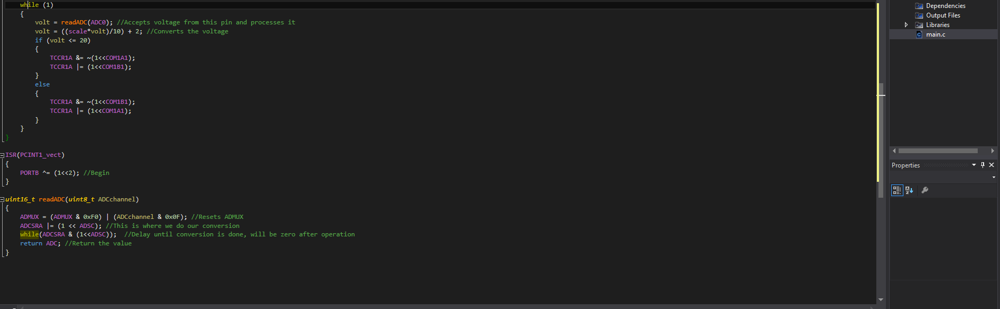 while (1)
{
volt = readADC(ADC0); //Accepts voltage from this pin and processes it
volt = ((scale*volt)/10) + 2; //Converts the voltage
if (volt <= 20)
{
TCCR1A &= ~(1<<COM1A1);
TCCR1A |= (1<<COM1B1);
}
else
{
TCCR1A &= ~(1<<COM1B1);
TCCR1A |= (1<<COM1A1);
}
}
}
ISR(PCINT1_vect)
{
PORTB ^= (1<<2); //Begin
}
uint16_t readADC(uint8_t ADCchannel)
{
ADMUX = (ADMUX & 0xF0) | (ADCchannel & 0x0F); //Resets ADMUX
ADCSRA |= (1 << ADSC); //This is where we do our conversion
while(ADCSRA & (1<<ADSC));  //Delay until conversion is done, will be zero after operation
return ADC; //Return the value
}
Dependencies
Output Files
Libraries
main.c
Properties